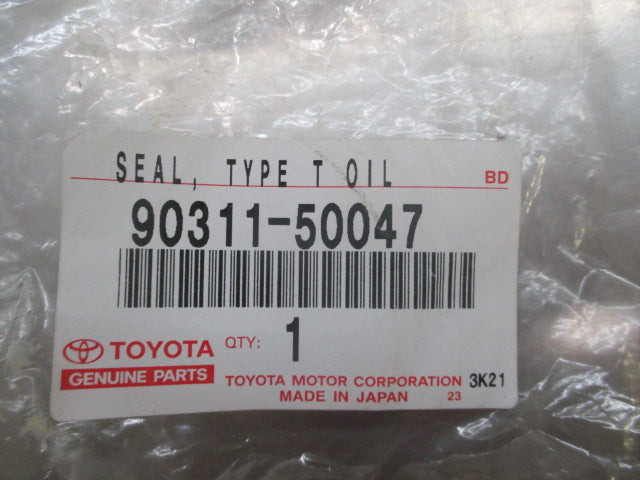 SEAL, TYPE T OIL BD
90311-50047
TOYOTA QTY: 1
GENUINE PARTS
TOYOTA MOTOR CORPORATION 3K21
MADE IN JAPAN 23